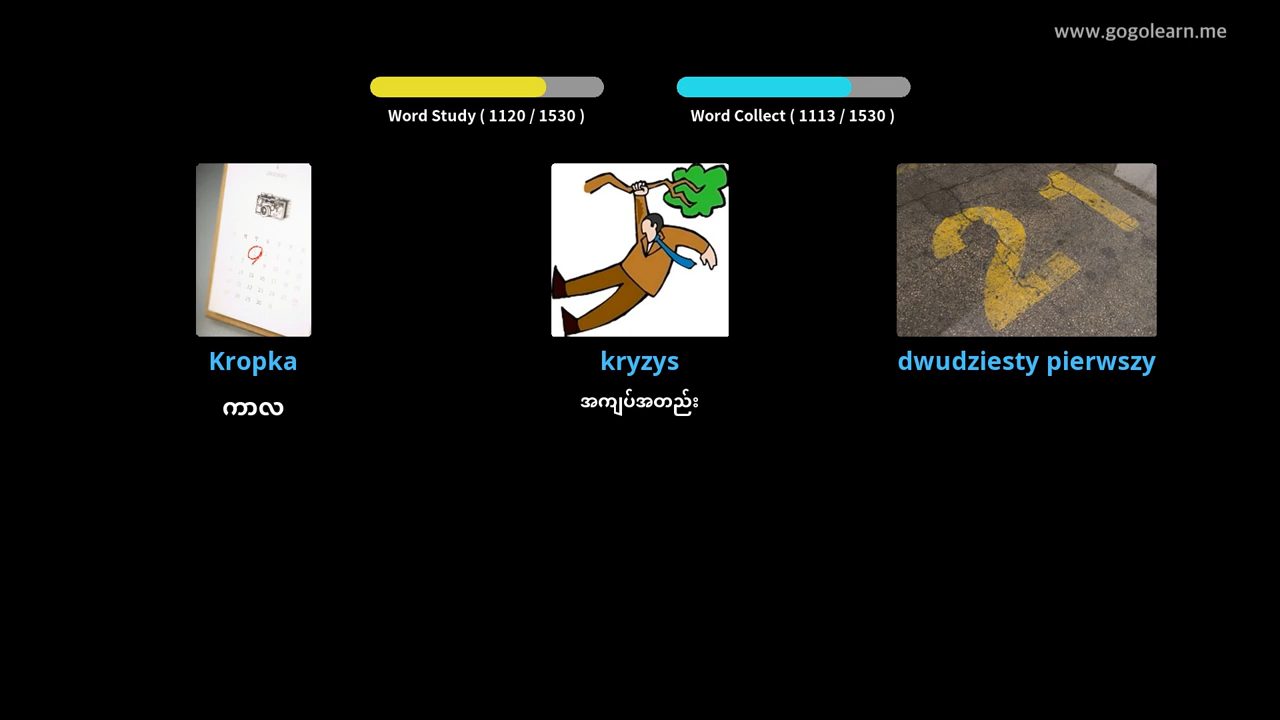 www.gogolearn.me
Word Study ( 1120 / 1530 )
Word Collect ( 1113 / 1530 )
21
Kropka
kryzys
dwudziesty pierwszy
ကာလ
အကျပ်အတည်း